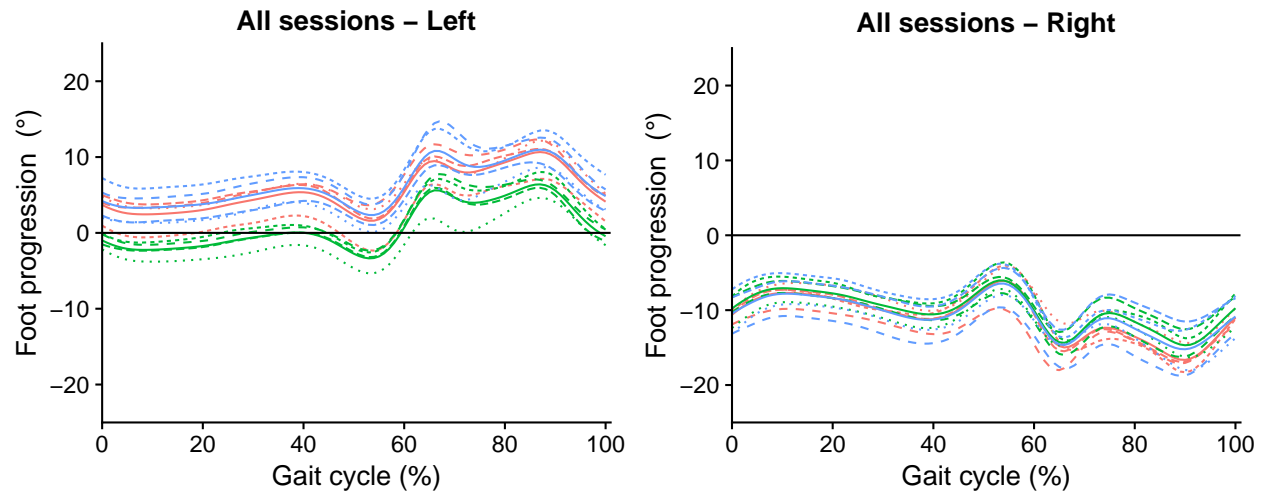 All sessions – Left
20
10
0
−10
−20
Foot progression (°)
0 20 40 60 80 100
Gait cycle (%)
All sessions – Right
20
10
0
−10
−20
Foot progression (°)
0 20 40 60 80 100
Gait cycle (%)